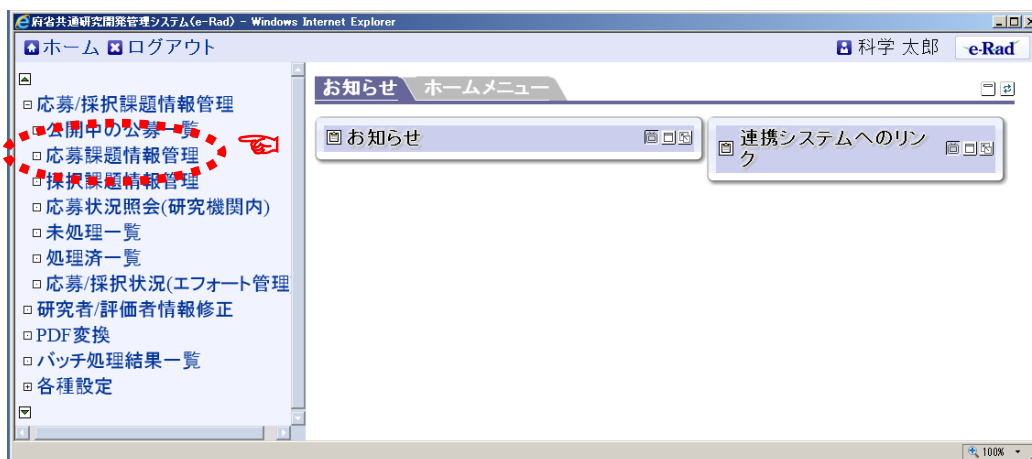 府省共通研究開発管理システム(e-Rad) - Windows Internet Explorer
ホーム ログアウト
科学 太郎
e-Rad
応募/採択課題情報管理
公開中の公募一覧
応募課題情報管理
採択課題情報管理
応募状況照会(研究機関内)
未処理一覧
処理済一覧
応募/採択状況(エフォート管理
研究者/評価者情報修正
PDF変換
バッチ処理結果一覧
各種設定
お知らせ ホームメニュー
お知らせ
連携システムへのリン
ク
100%